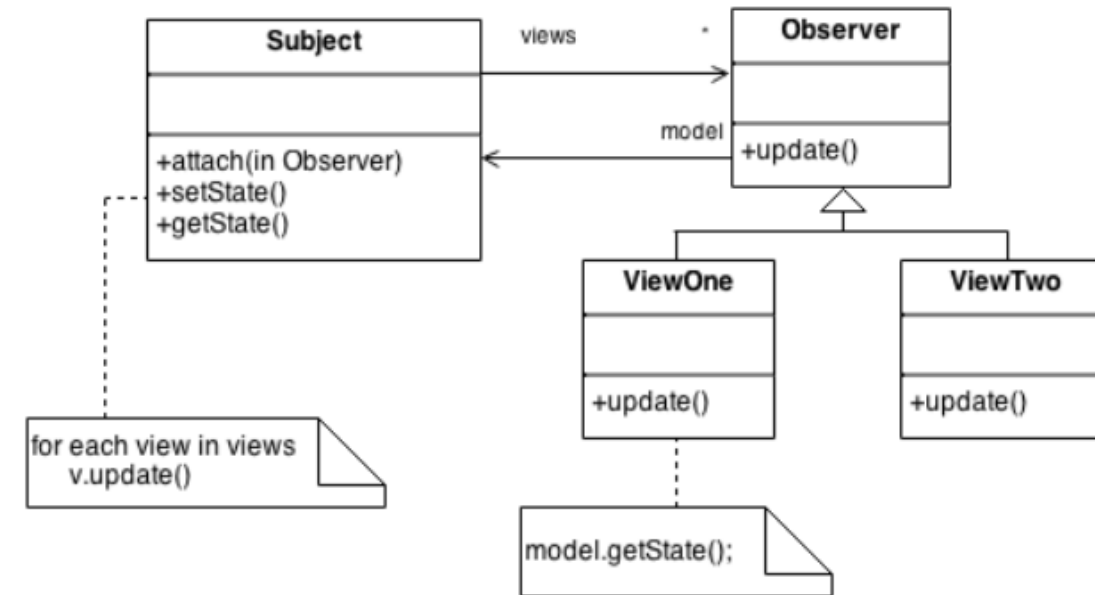 Subject
+attach(in Observer)
+setState()
+getState()
views
*
model
Observer
+update()
ViewOne
+update()
ViewTwo
+update()
for each view in views
v.update()
model.getState();